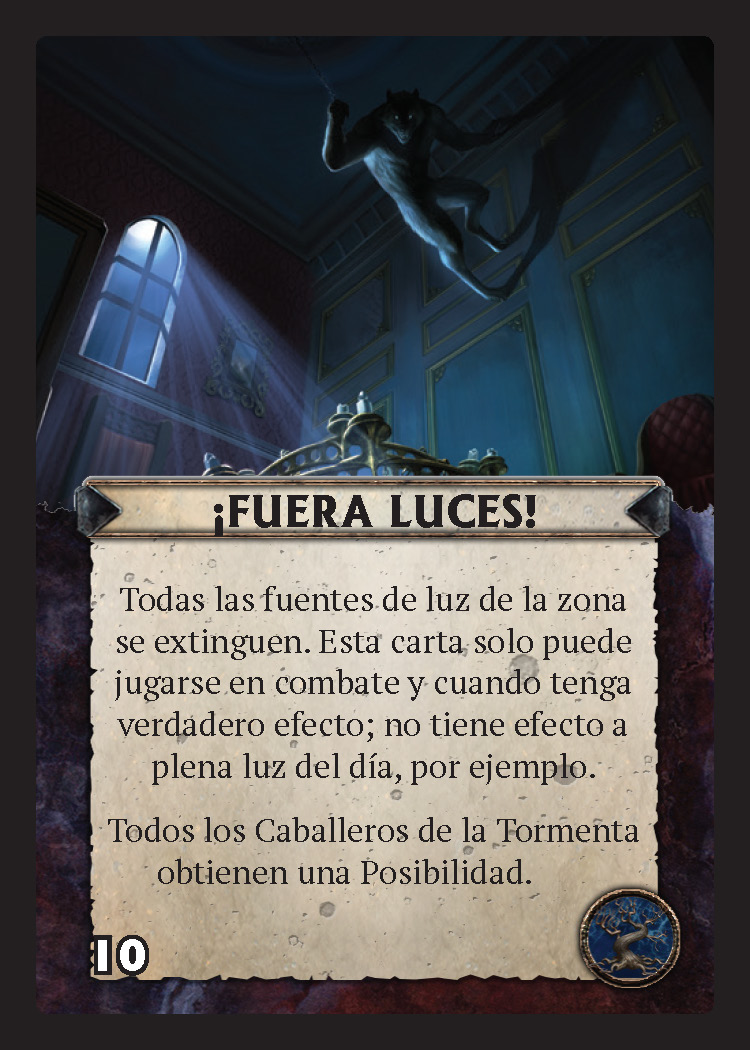 ¡FUERA LUCES!
Todas las fuentes de luz de la zona
se extinguen. Esta carta solo puede
jugarse en combate y cuando tenga
verdadero efecto; no tiene efecto a
plena luz del día, por ejemplo.
Todos los Caballeros de la Tormenta
obtienen una Posibilidad.
10